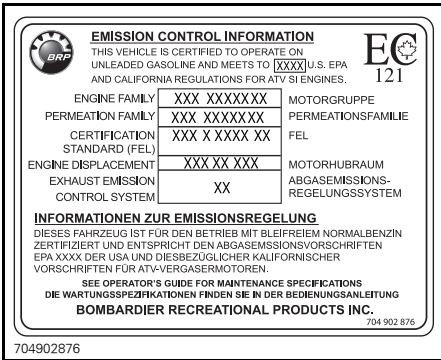 EMISSION CONTROL INFORMATION
BRP
THIS VEHICLE IS CERTIFIED TO OPERATE ON
UNLEADED GASOLINE AND MEETS TO XXXX U.S. EPA
AND CALIFORNIA REGULATIONS FOR ATV SI ENGINES.
EC
121
ENGINE FAMILY XXX XXXXXXX MOTORGRUPPE
PERMEATION FAMILY XXX XXXXXXX PERMEATIONSFAMILIE
CERTIFICATION XXX X XXXX XX FEL
STANDARD (FEL)
ENGINE DISPLACEMENT XXX XX XXX MOTORHUBRAUM
EXHAUST EMISSION XX ABGASEMISSIONS-
CONTROL SYSTEM REGELUNGSSYSTEM
INFORMATIONEN ZUR EMISSIONSREGELUNG
DIESES FAHRZEUG IST FÜR DEN BETRIEB MIT BLEIFREIEM NORMALBENZIN
ZERTIFIZIERT UND ENTSPRICHT DEN ABGASEMSSIONSVORSCHRIFTEN
EPA XXXX DER USA UND DIESBEZÜGLICHER KALIFORNISCHER
VORSCHRIFTEN FÜR ATV-VERGASERMOTOREN.
SEE OPERATOR'S GUIDE FOR MAINTENANCE SPECIFICATIONS
DIE WARTUNGSSPEZIFIKATIONEN FINDEN SIE IN DER BEDIENUNGSANLEITUNG
BOMBARDIER RECREATIONAL PRODUCTS INC.
704 902 876
704902876